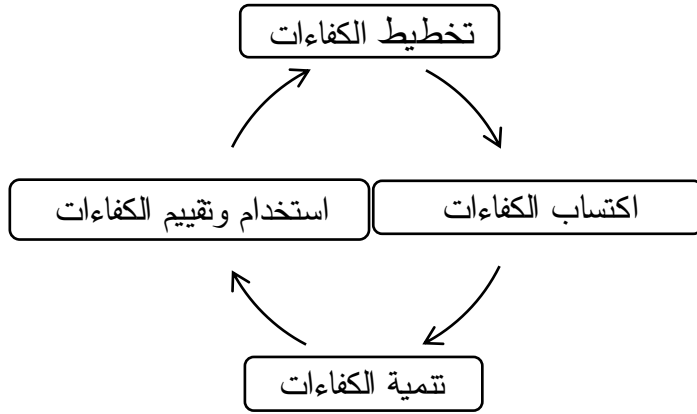 تخطيط الكفاءات
اكتساب الكفاءات
استخدام وتقييم الكفاءات
تنمية الكفاءات